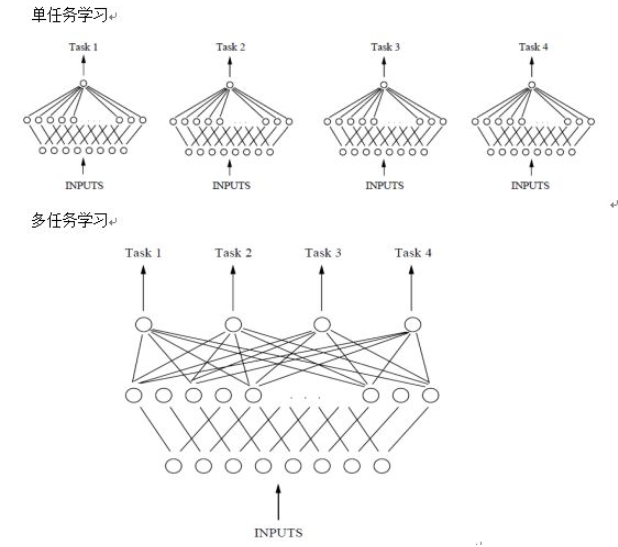 单任务学习
Task 1 Task 2 Task 3 Task 4
INPUTS INPUTS INPUTS INPUTS
多任务学习
Task 1 Task 2 Task 3 Task 4
. . .
INPUTS